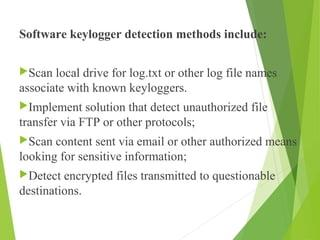 Software keylogger detection methods include:
Scan local drive for log.txt or other log file names
associate with known keyloggers.
Implement solution that detect unauthorized file
transfer via FTP or other protocols;
Scan content sent via email or other authorized means
looking for sensitive information;
Detect encrypted files transmitted to questionable
destinations.